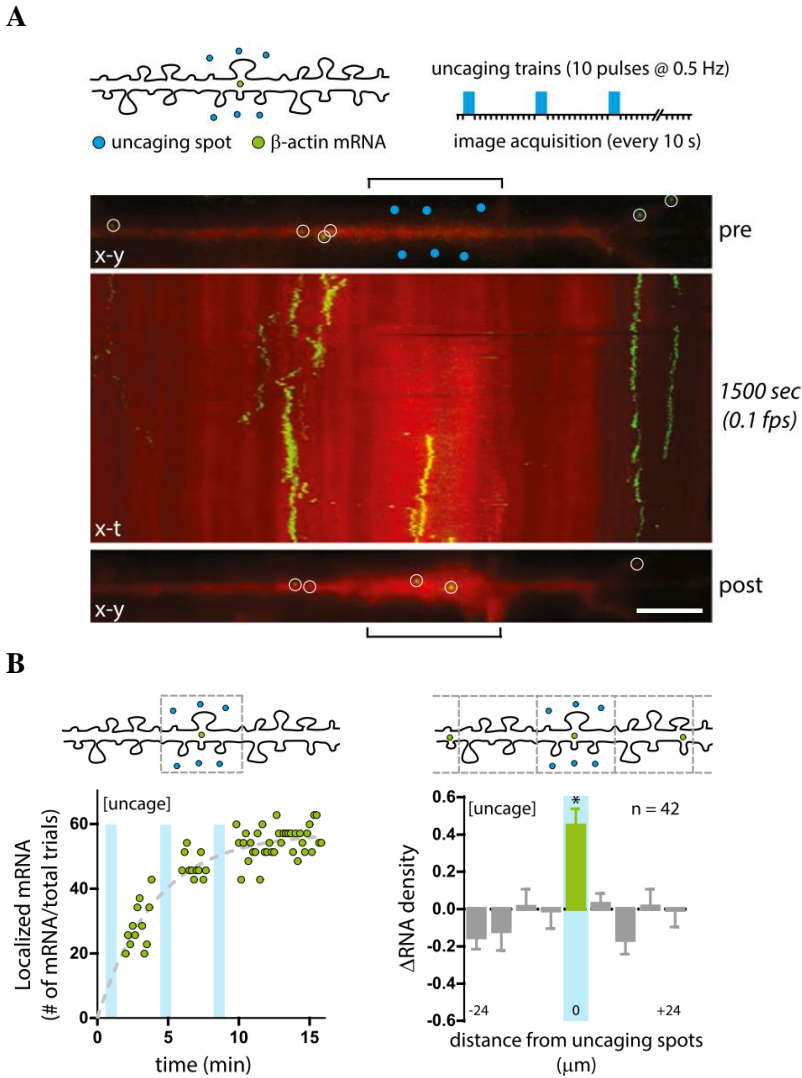 A
uncaging trains (10 pulses @ 0.5 Hz)
uncaging spot
β-actin mRNA
image acquisition (every 10 s)
pre
x-y
1500 sec
(0.1 fps)
x-t
post
x-y
B
[uncage]
Localized mRNA
(# of mRNA/total trials)
60
40
20
0
0
5
10
15
time (min)
[uncage]
*
n = 42
ΔRNA density
0.6
0.4
0.2
0.0
-0.2
-0.4
-0.6
-24
0
+24
distance from uncaging spots
(μm)